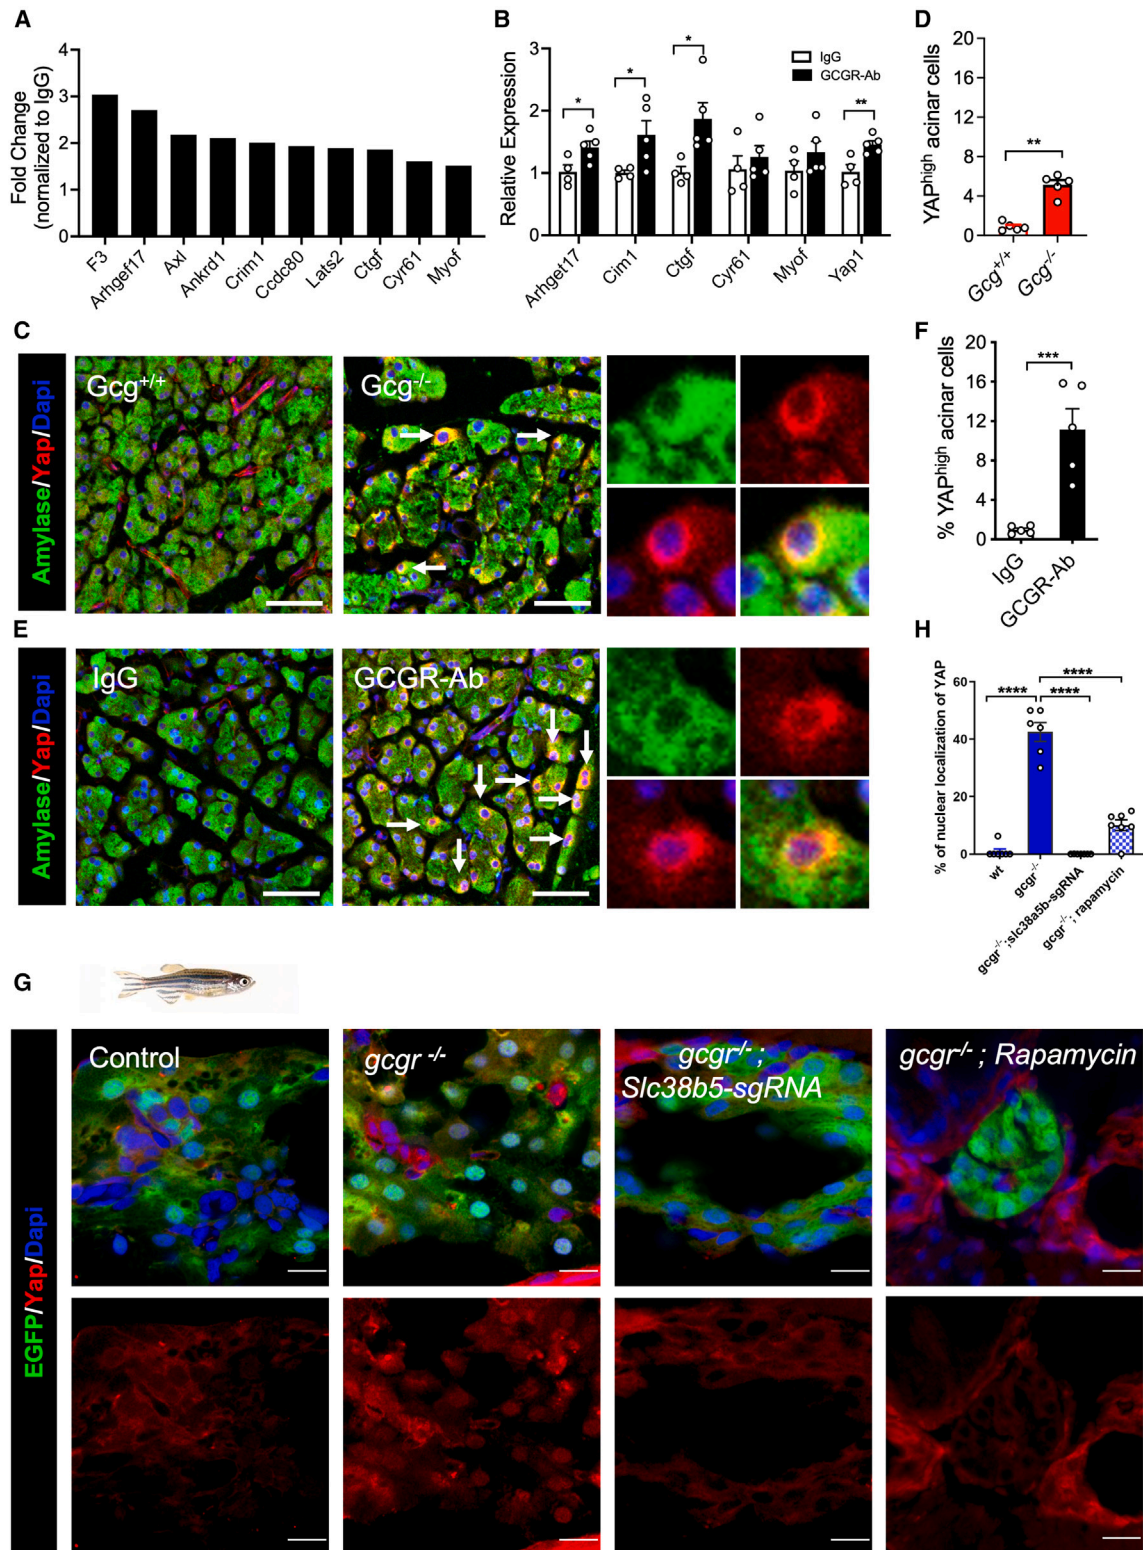 A
Fold Change
(normalized to IgG)
4
3
2
1
0
F3
Arhgef17
Axl
Ankrd1
Crim1
Ccdc80
Lats2
Ctgf
Cyr61
Myof
B
Relative Expression
3
2
1
0
*
*
*
**
IgG
GCGR-Ab
Arhget17
Cim1
Ctgf
Cyr61
Myof
Yap1
D
YAPhigh acinar cells
20
16
12
8
4
0
**
Gcg+/+
Gcg-/-
C
Amylase/Yap/Dapi
Gcg+/+
Gcg-/-
F
% YAPhigh acinar cells
20
16
12
8
4
0
***
IgG
GCGR-Ab
E
Amylase/Yap/Dapi
IgG
GCGR-Ab
H
% of nuclear localization of YAP
60
40
20
0
****
****
****
wt
gcgr-/-
gcgr-/-;slc38a5b-sgRNA
gcgr-/-; rapamycin
G
EGFP/Yap/Dapi
Control
gcgr -/-
gcgr/- ;
Slc38b5-sgRNA
gcgr/- ; Rapamycin